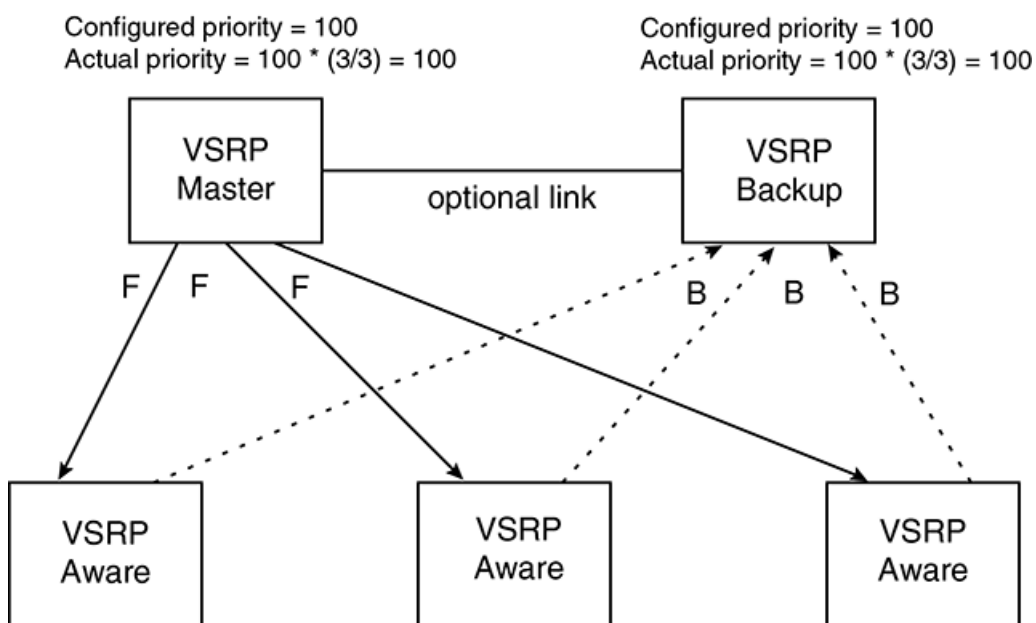 Configured priority = 100
Actual priority = 100 * (3/3) = 100
Configured priority = 100
Actual priority = 100 * (3/3) = 100
VSRP
Master
optional link
VSRP
Backup
F
F
F
B
B
B
VSRP
Aware
VSRP
Aware
VSRP
Aware